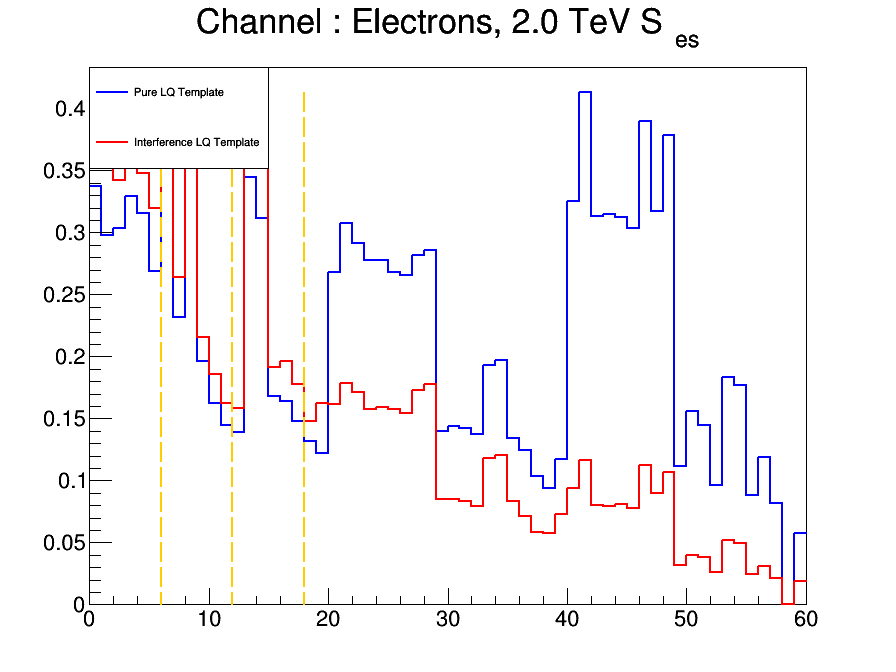 Channel : Electrons, 2.0 TeV S es
Pure LQ Template
Interference LQ Template
0.4
0.35
0.3
0.25
0.2
0.15
0.1
0.05
0
0 10 20 30 40 50 60